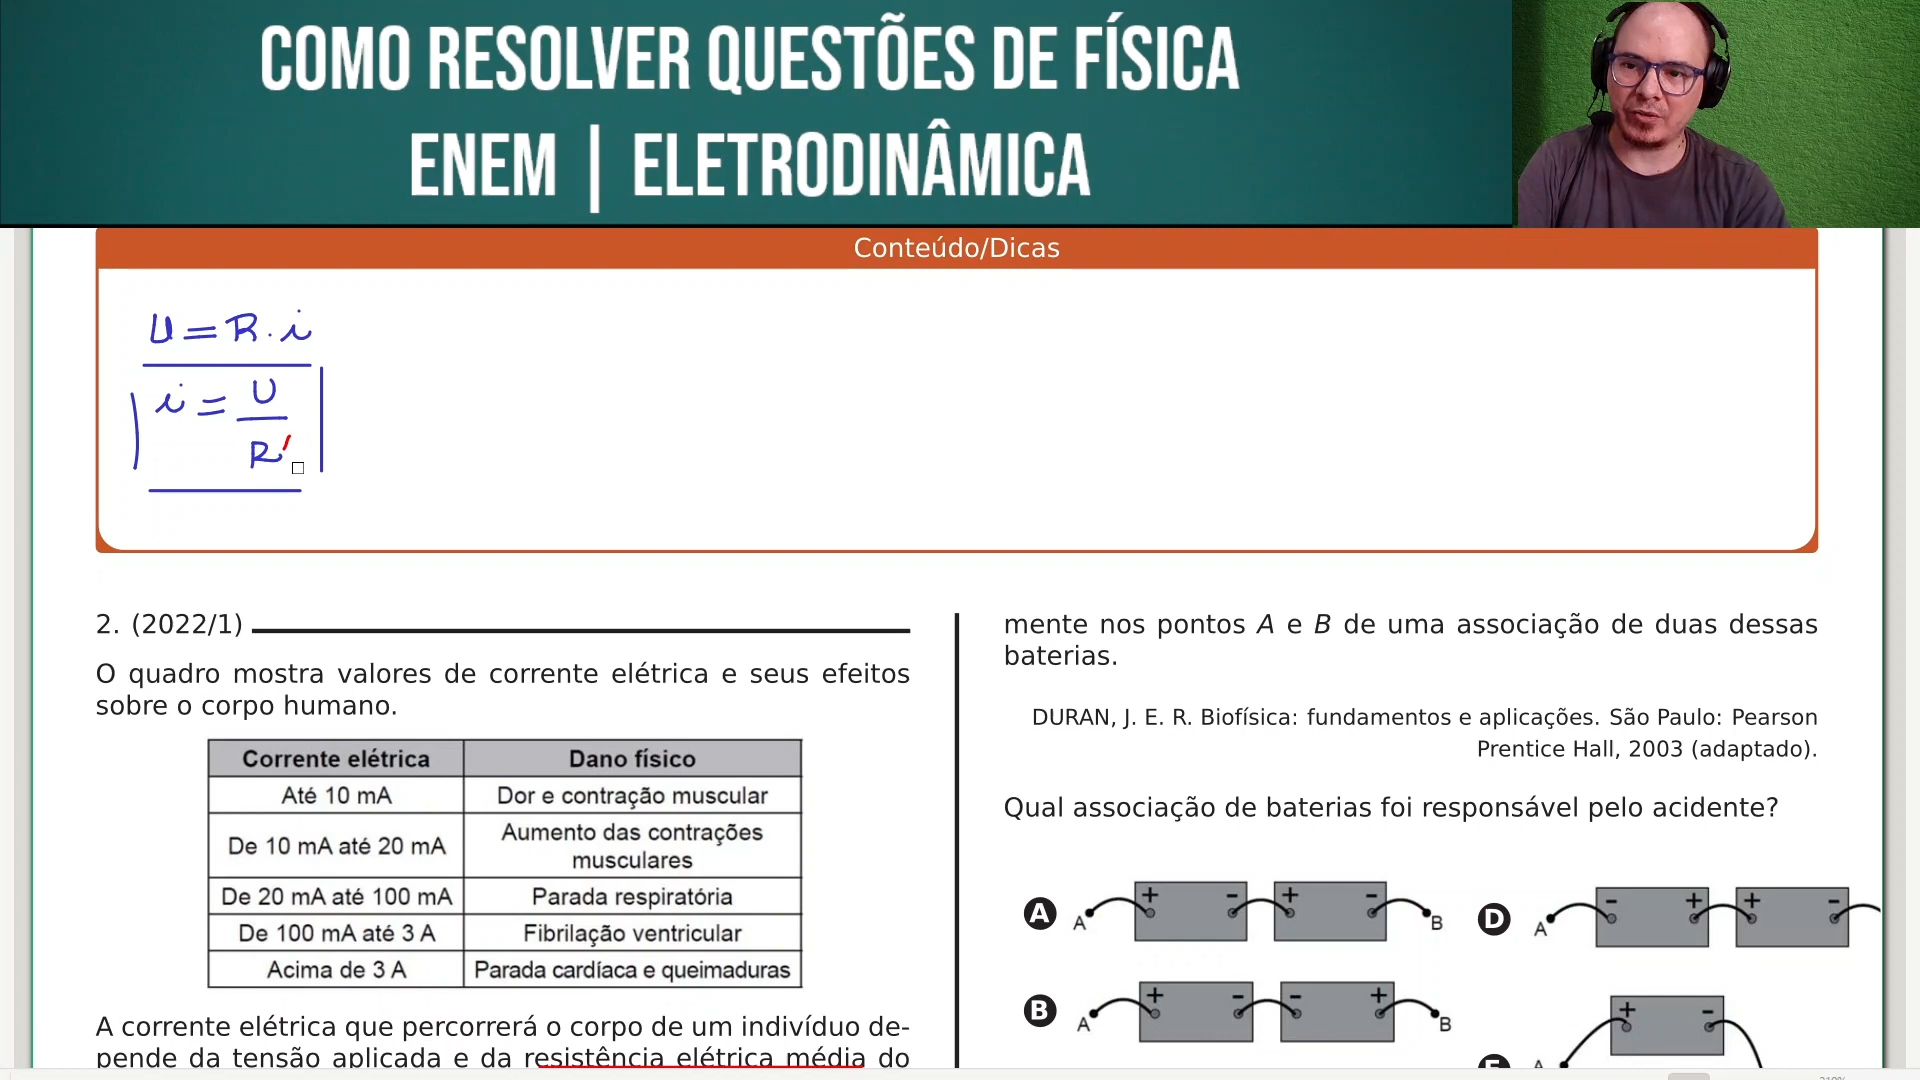 COMO RESOLVER QUESTÕES DE FÍSICA
ENEM | ELETRODINÂMICA
Conteúdo/Dicas
U = R . i
i = U
R
2. (2022/1)
O quadro mostra valores de corrente elétrica e seus efeitos
sobre o corpo humano.
Corrente elétrica Dano físico
Até 10 mA Dor e contração muscular
De 10 mA até 20 mA Aumento das contrações
musculares
De 20 mA até 100 mA Parada respiratória
De 100 mA até 3 A Fibrilação ventricular
Acima de 3 A Parada cardíaca e queimaduras
A corrente elétrica que percorrerá o corpo de um indivíduo de-
pende da tensão aplicada e da resistência elétrica média do
mente nos pontos A e B de uma associação de duas dessas
baterias.
DURAN, J. E. R. Biofísica: fundamentos e aplicações. São Paulo: Pearson
Prentice Hall, 2003 (adaptado).
Qual associação de baterias foi responsável pelo acidente?
A A + - + - B
B A + - - + B
D A - + + -
+ -